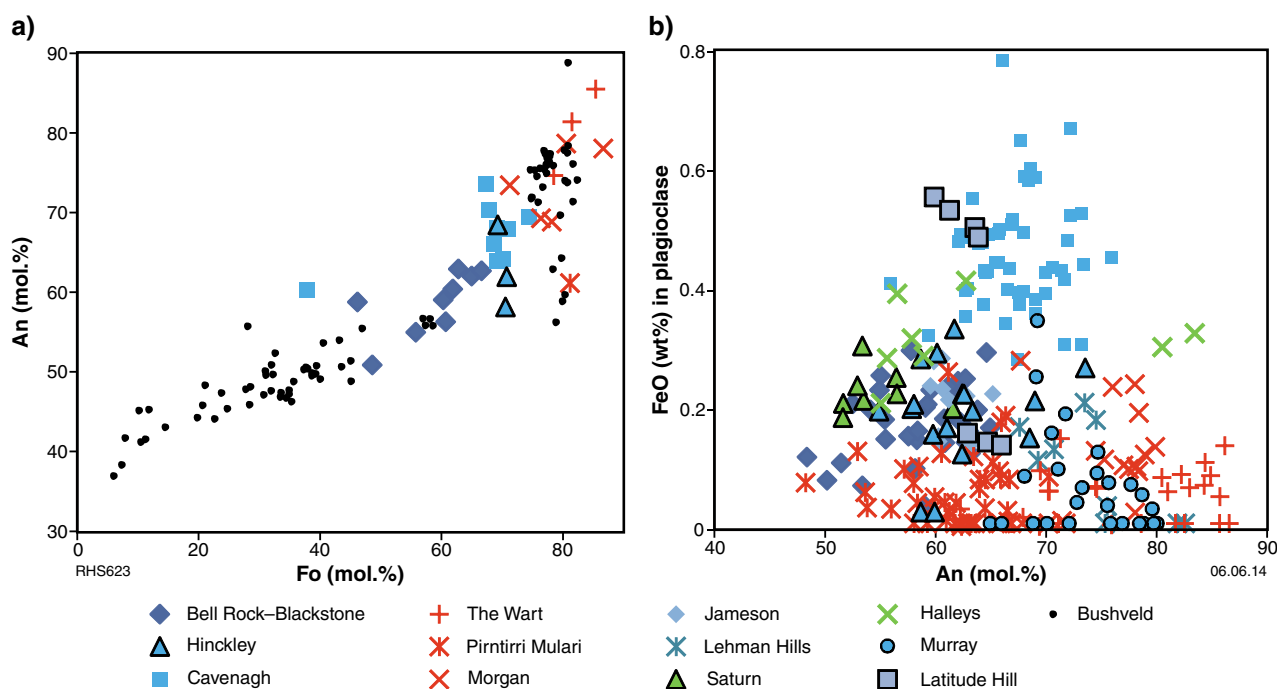 a)
90
80
70
60
50
40
30
An (mol.%)
0 20 40 60 80
Fo (mol.%)
RHS623
b)
0.8
0.6
0.4
0.2
0
FeO (wt%) in plagioclase
40 50 60 70 80 90
An (mol.%)
06.06.14
Bell Rock–Blackstone The Wart Jameson Halleys Bushveld
Hinckley Pirntirri Mulari Lehman Hills Murray
Cavenagh Morgan Saturn Latitude Hill